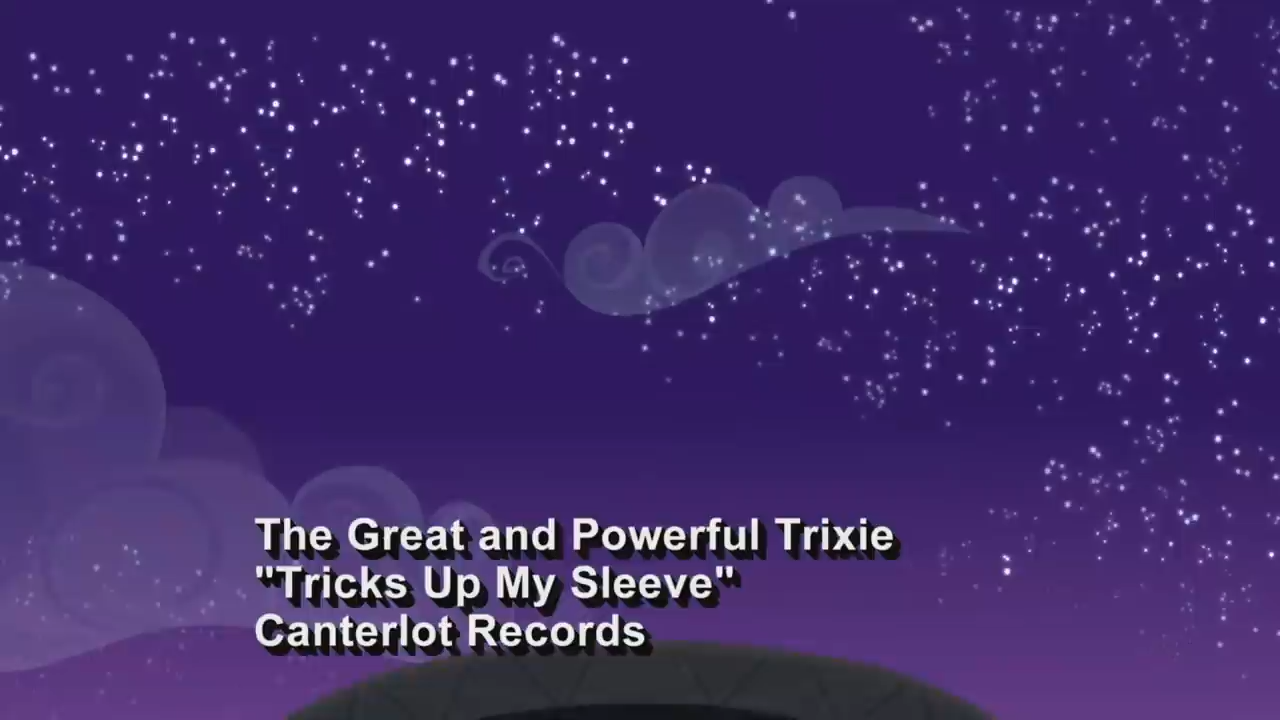 The Great and Powerful Trixie
"Tricks Up My Sleeve"
Canterlot Records